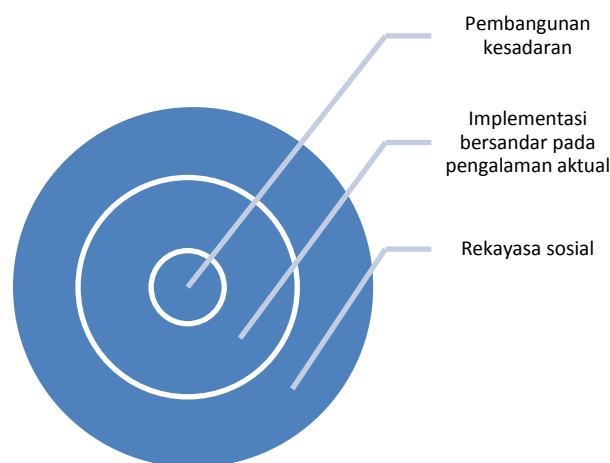 Pembangunan
kesadaran
Implementasi
bersandar pada
pengalaman aktual
Rekayasa sosial